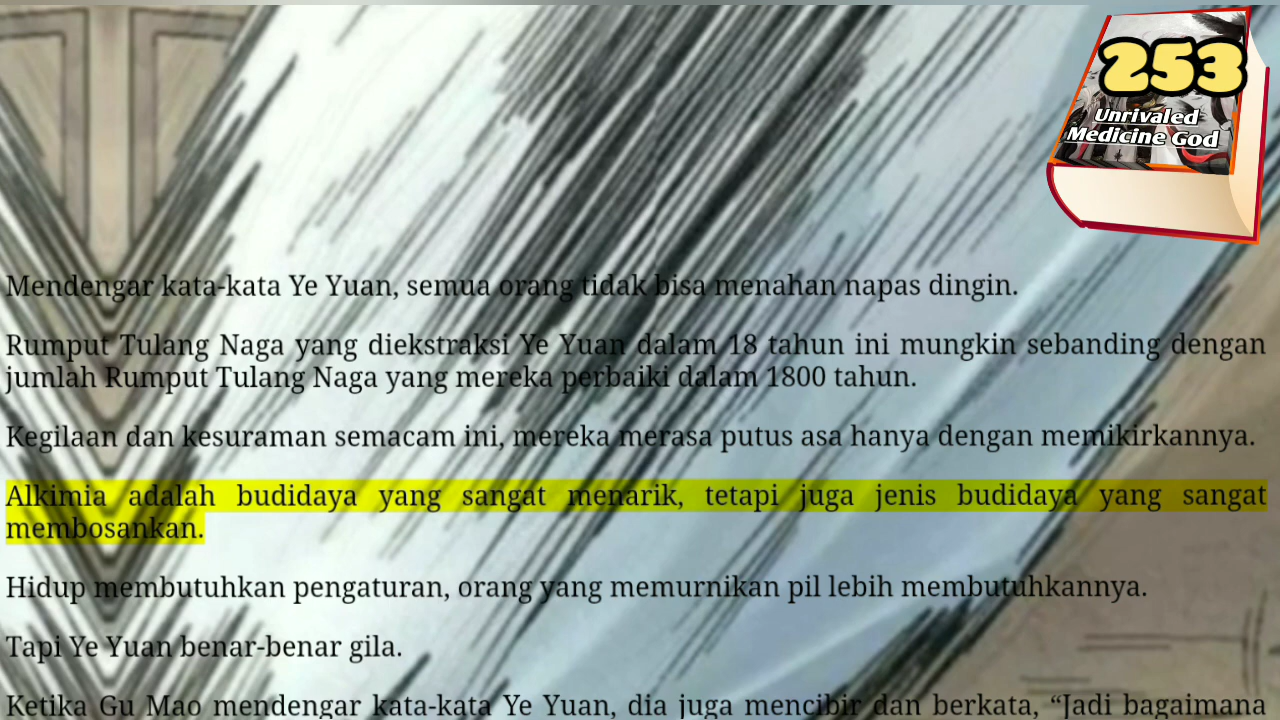 253
Unrivaled
Medicine God
Mendengar kata-kata Ye Yuan, semua orang tidak bisa menahan napas dingin.
Rumput Tulang Naga yang diekstraksi Ye Yuan dalam 18 tahun ini mungkin sebanding dengan
jumlah Rumput Tulang Naga yang mereka perbaiki dalam 1800 tahun.
Kegilaan dan kesuraman semacam ini, mereka merasa putus asa hanya dengan memikirkannya.
Alkimia adalah budidaya yang sangat menarik, tetapi juga jenis budidaya yang sangat
membosankan.
Hidup membutuhkan pengaturan, orang yang memurnikan pil lebih membutuhkannya.
Tapi Ye Yuan benar-benar gila.
Ketika Gu Mao mendengar kata-kata Ye Yuan, dia juga mencibir dan berkata, “Jadi bagaimana